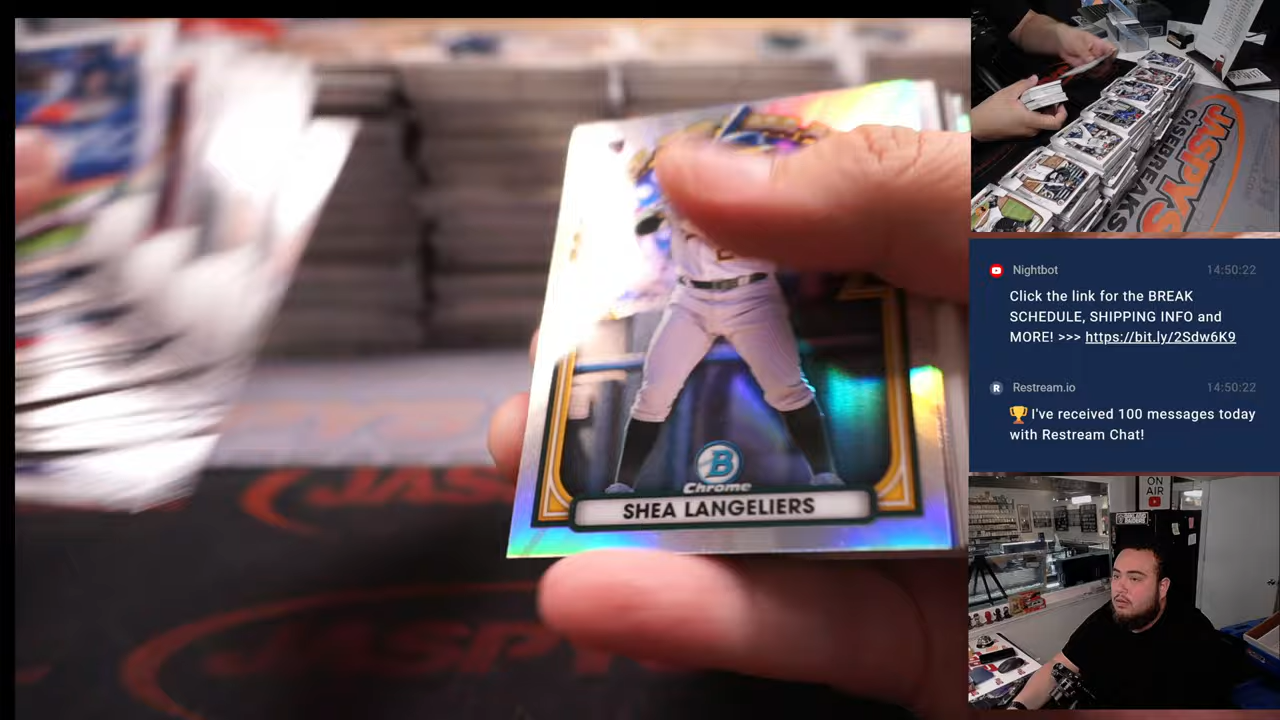 B
Chrome
SHEA LANGELIERS
JASPYS
CASEBREAKS
Nightbot
14:50:22
Click the link for the BREAK
SCHEDULE, SHIPPING INFO and
MORE! >>> https://bit.ly/2Sdw6K9
R
Restream.io
14:50:22
🏆 I've received 100 messages today
with Restream Chat!
ON
AIR
JAS
JASPY